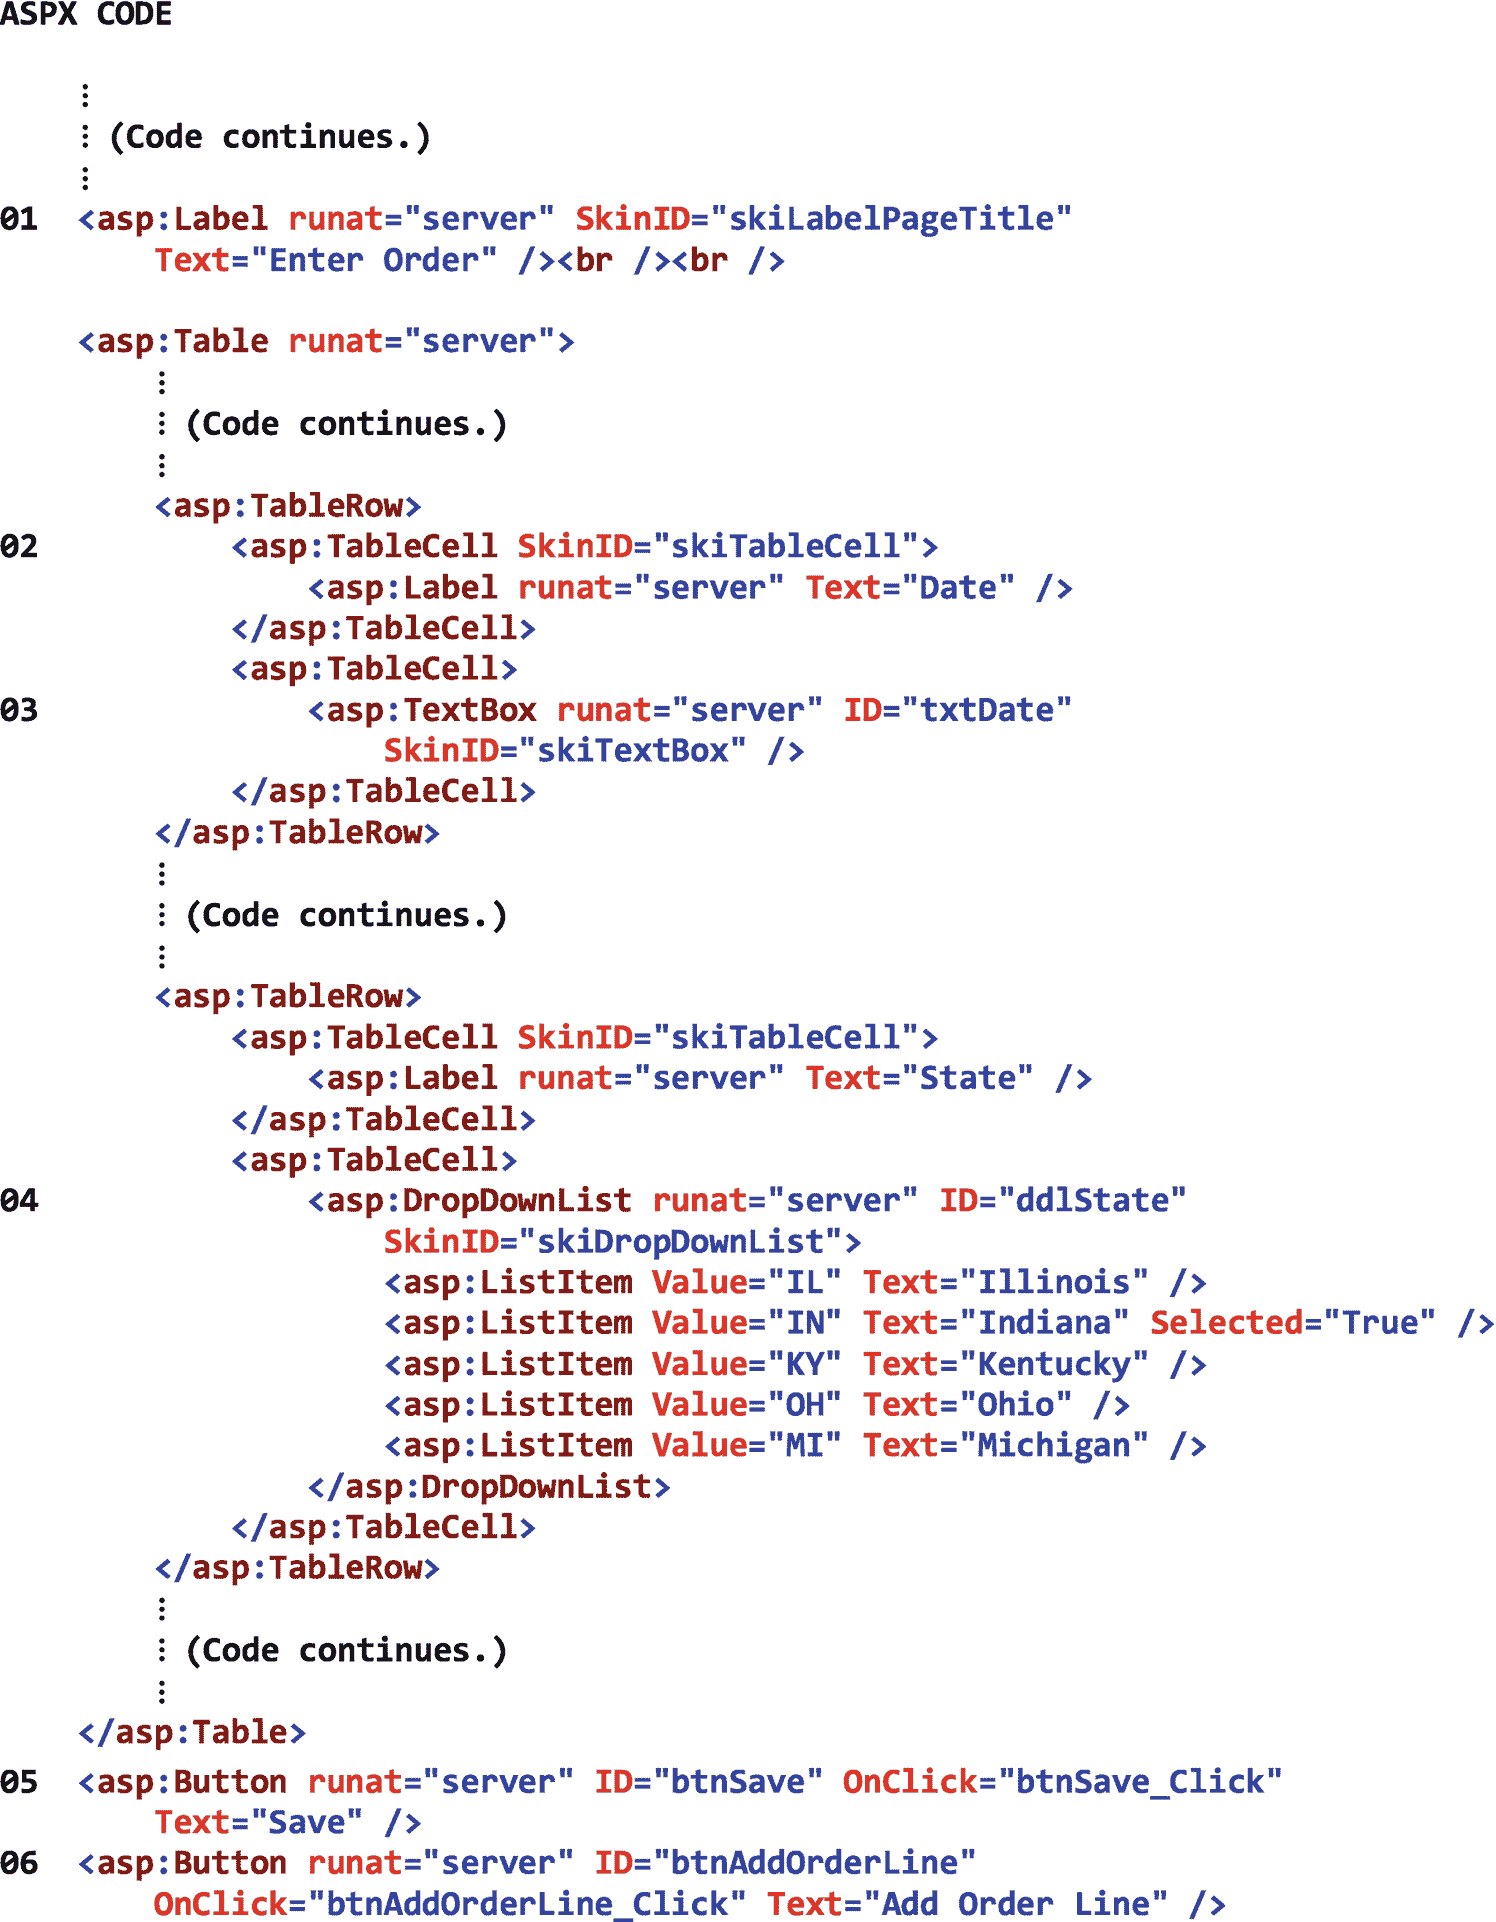 ASPX CODE
⋮
⋮ (Code continues.)
⋮
01 <asp:Label runat="server" SkinID="skiLabelPageTitle"
Text="Enter Order" /><br /><br />
<asp:Table runat="server">
⋮
⋮ (Code continues.)
⋮
<asp:TableRow>
02 <asp:TableCell SkinID="skiTableCell">
<asp:Label runat="server" Text="Date" />
</asp:TableCell>
<asp:TableCell>
03 <asp:TextBox runat="server" ID="txtDate"
SkinID="skiTextBox" />
</asp:TableCell>
</asp:TableRow>
⋮
⋮ (Code continues.)
⋮
<asp:TableRow>
<asp:TableCell SkinID="skiTableCell">
<asp:Label runat="server" Text="State" />
</asp:TableCell>
<asp:TableCell>
04 <asp:DropDownList runat="server" ID="ddlState"
SkinID="skiDropDownList">
<asp:ListItem Value="IL" Text="Illinois" />
<asp:ListItem Value="IN" Text="Indiana" Selected="True" />
<asp:ListItem Value="KY" Text="Kentucky" />
<asp:ListItem Value="OH" Text="Ohio" />
<asp:ListItem Value="MI" Text="Michigan" />
</asp:DropDownList>
</asp:TableCell>
</asp:TableRow>
⋮
⋮ (Code continues.)
⋮
</asp:Table>
05 <asp:Button runat="server" ID="btnSave" OnClick="btnSave_Click"
Text="Save" />
06 <asp:Button runat="server" ID="btnAddOrderLine"
OnClick="btnAddOrderLine_Click" Text="Add Order Line" />